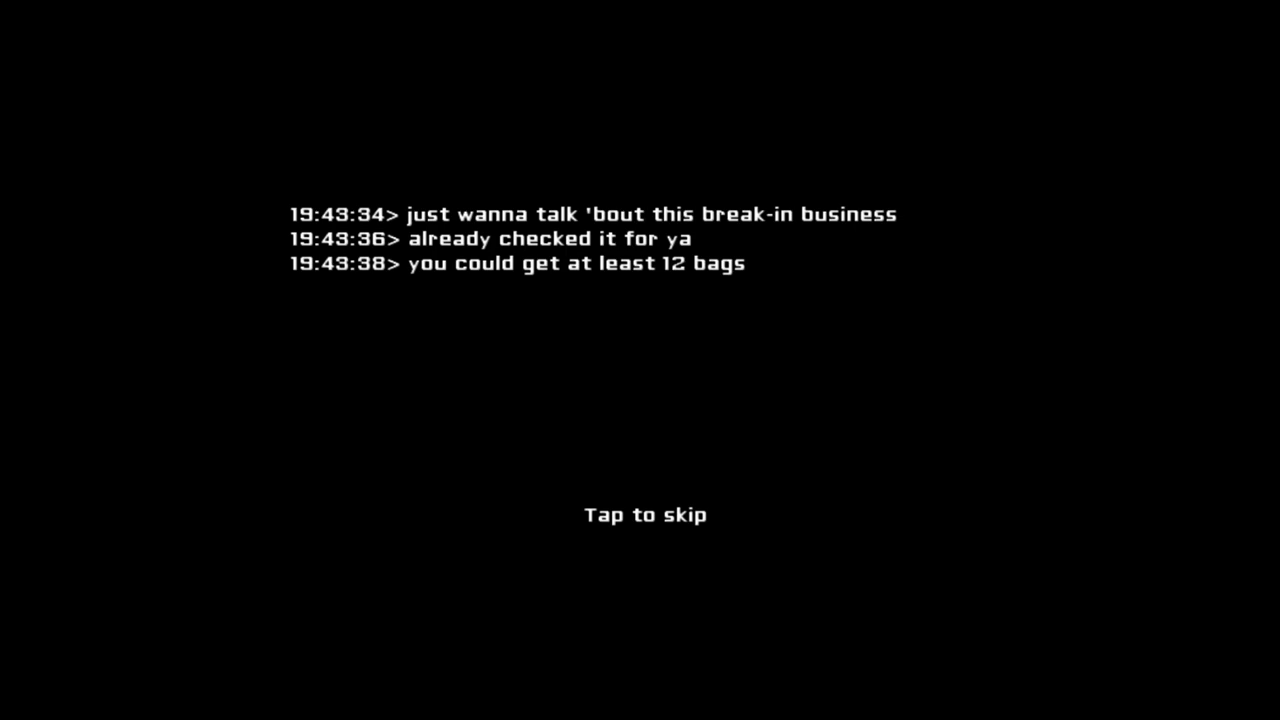 19:43:34> just wanna talk 'bout this break-in business
19:43:36> already checked it for ya
19:43:38> you could get at least 12 bags
Tap to skip